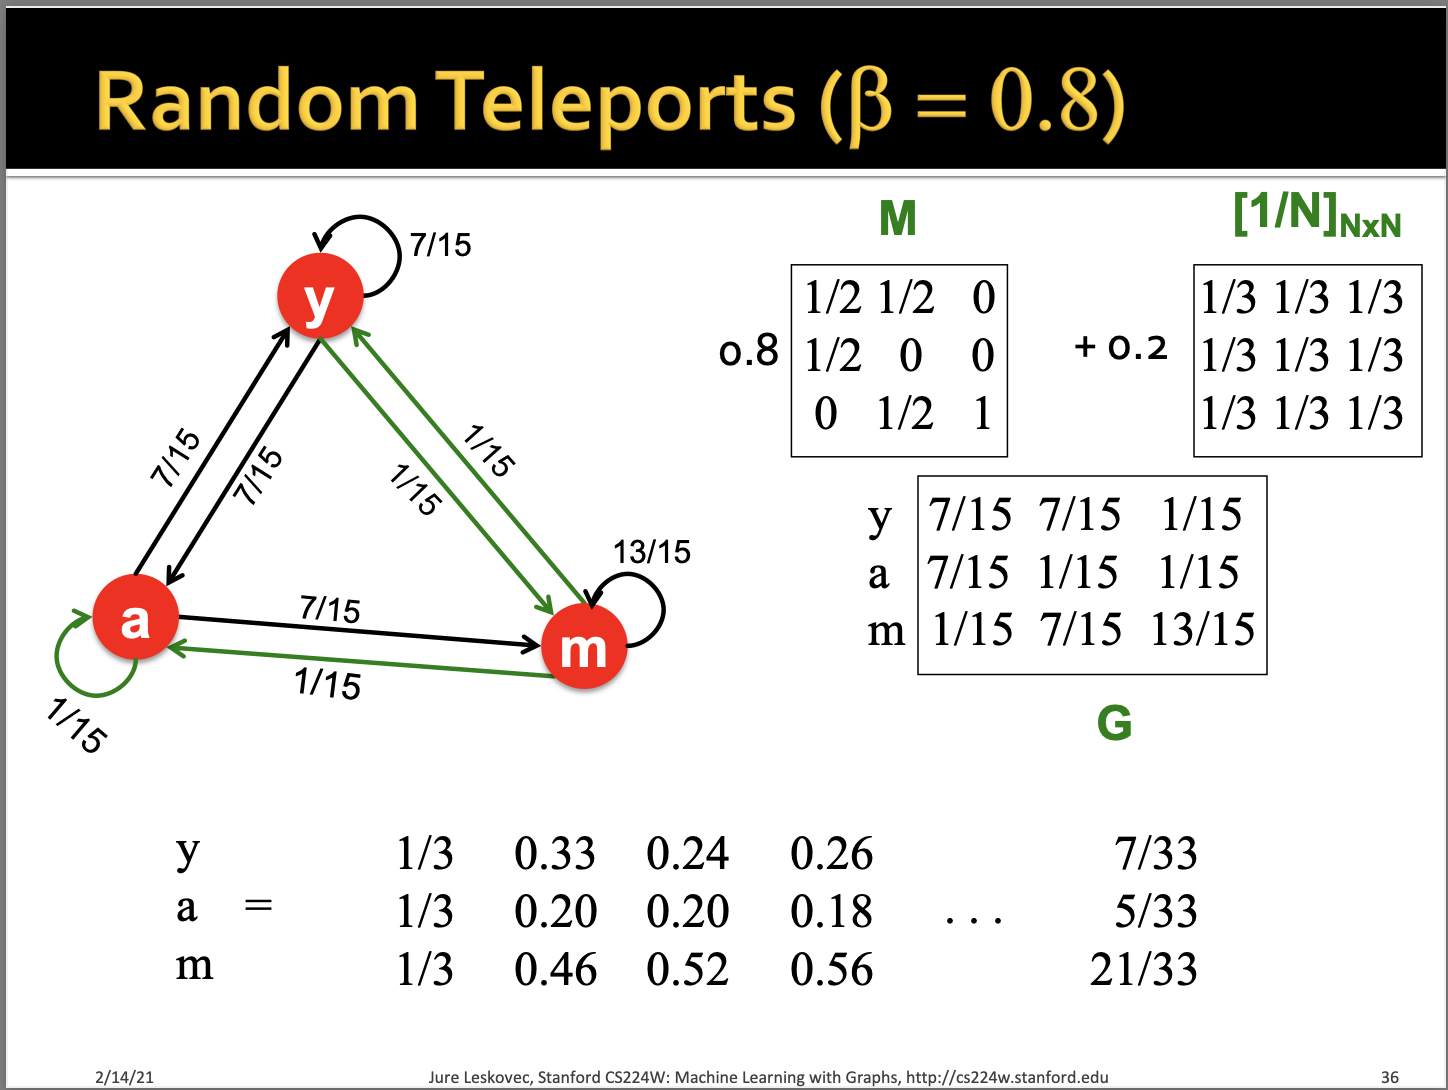 Random Teleports (β = 0.8)
M
[1/N]NxN
7/15
y
1/2 1/2 0
0.8 1/2 0 0
0 1/2 1
+ 0.2
1/3 1/3 1/3
1/3 1/3 1/3
1/3 1/3 1/3
7/15
7/15
1/15
1/15
y 7/15 7/15 1/15
a 7/15 1/15 1/15
m 1/15 7/15 13/15
G
13/15
a
7/15
m
1/15
1/15
y 1/3 0.33 0.24 0.26 7/33
a = 1/3 0.20 0.20 0.18 . . . 5/33
m 1/3 0.46 0.52 0.56 21/33
2/14/21
Jure Leskovec, Stanford CS224W: Machine Learning with Graphs, http://cs224w.stanford.edu
36